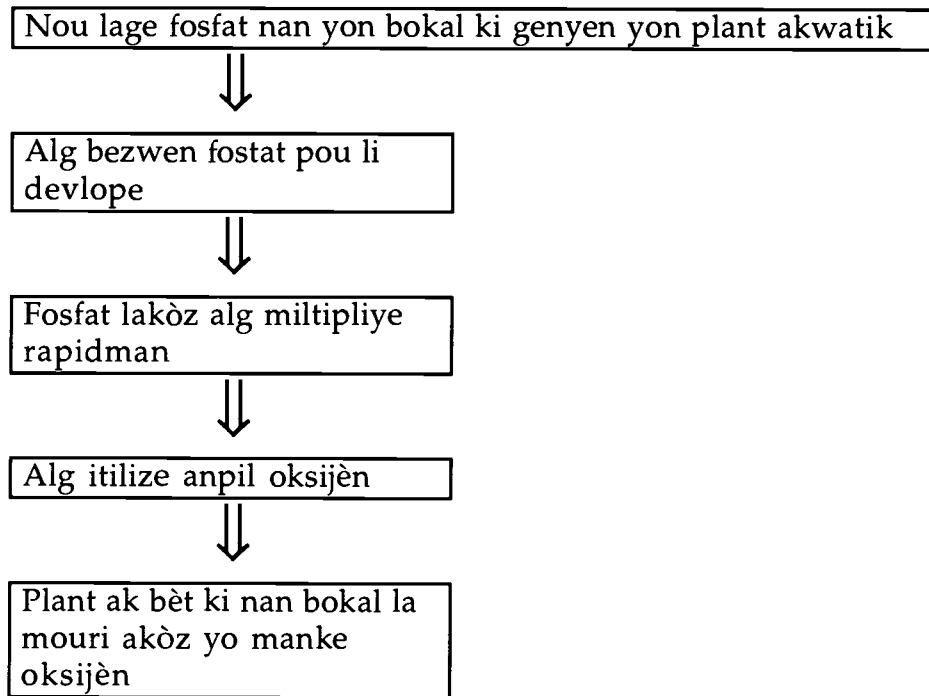 Nou lage fosfat nan yon bokal ki genyen yon plant akwatik
Alg bezwen fostat pou li
devlope
Fosfat lakòz alg miltipliye
rapidman
Alg itilize anpil oksijèn
Plant ak bèt ki nan bokal la
mouri akòz yo manke
oksijèn